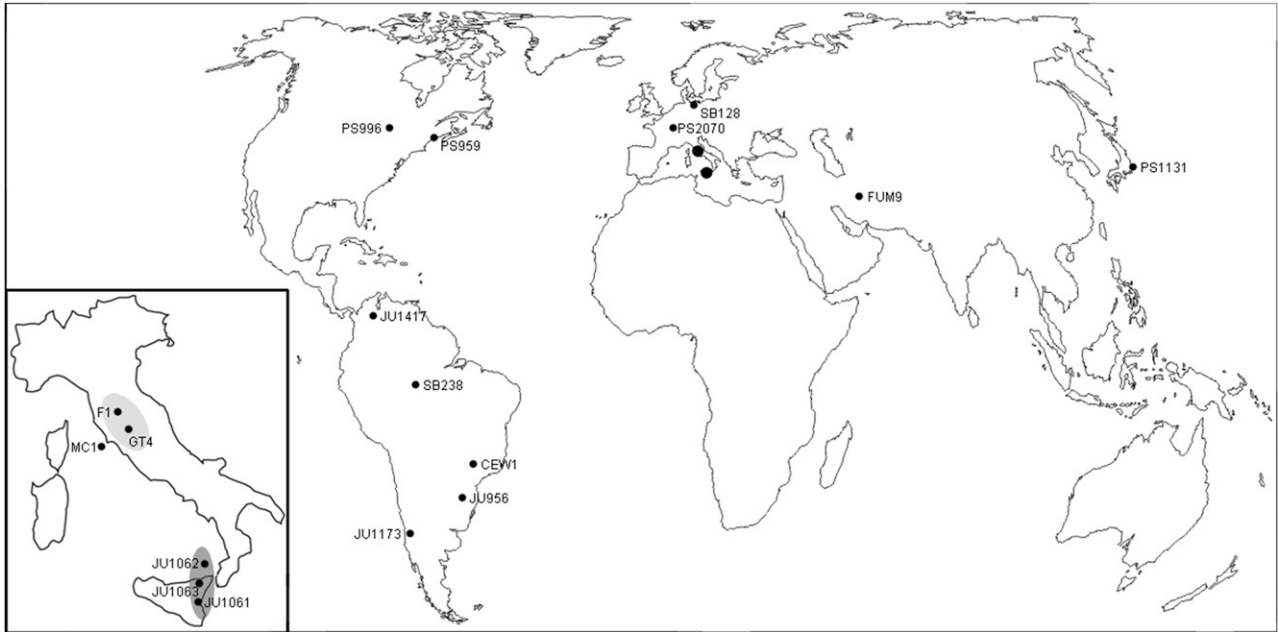 SB128
PS996
PS2070
PS959
PS1131
FUM9
JU1417
SB238
F1
GT4
MC1
CEW1
JU956
JU1173
JU1062
JU1063
JU1061